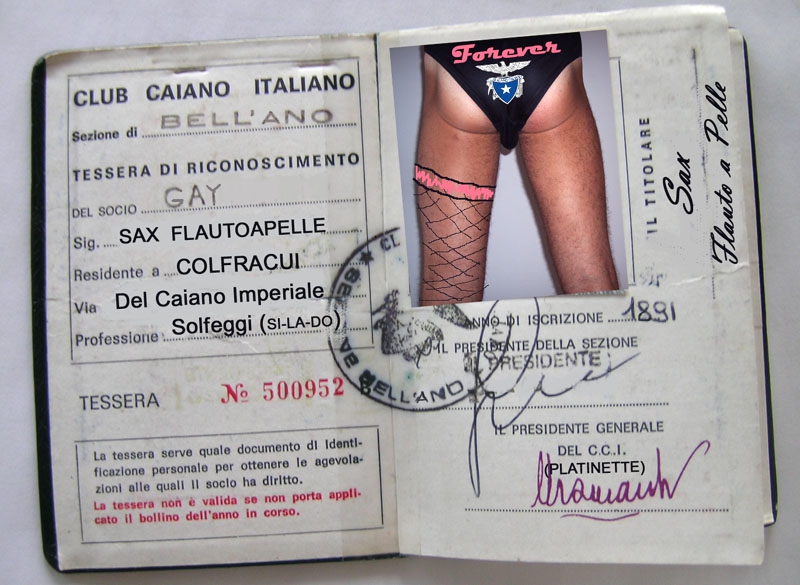 CLUB CAIANO ITALIANO
Sezione di BELL'ANO
TESSERA DI RICONOSCIMENTO
DEL SOCIO GAY
Sig. SAX FLAUTOAPELLE
Residente a COLFRACUI
Via Del Caiano Imperiale
Professione Solfeggi (SI-LA-DO)
TESSERA Nº 500952
La tessera serve quale documento di identi-
ficazione personale per ottenere le agevola-
zioni alle quali il socio ha diritto.
La tessera non è valida se non porta appli-
cato il bollino dell'anno in corso.
Forever
IL TITOLARE
Sax
Flauto a Pelle
BELL'ANO
ANNO DI ISCRIZIONE 1891
IL PRESIDENTE DELLA SEZIONE
PRESIDENTE
IL PRESIDENTE GENERALE
DEL C.C.I.
(PLATINETTE)